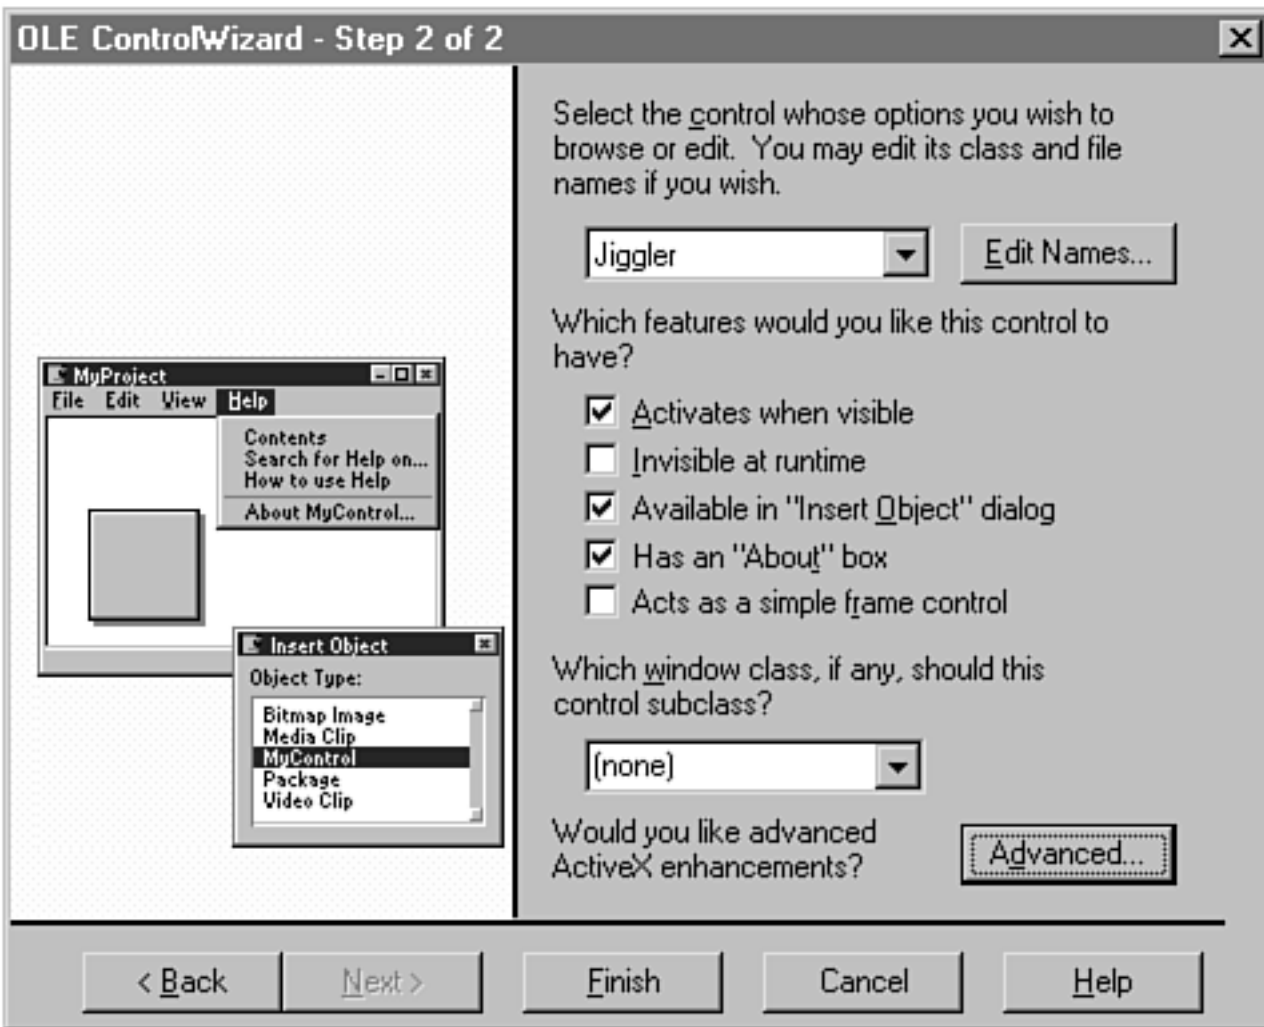 OLE ControlWizard - Step 2 of 2
Select the control whose options you wish to
browse or edit. You may edit its class and file
names if you wish.
Jiggler
Edit Names...
Which features would you like this control to
have?
Activates when visible
Invisible at runtime
Available in "Insert Object" dialog
Has an "About" box
Acts as a simple frame control
Which window class, if any, should this
control subclass?
(none)
Would you like advanced
ActiveX enhancements?
Advanced...
MyProject
File Edit View Help
Contents
Search for Help on...
How to use Help
About MyControl...
Insert Object
Object Type:
Bitmap Image
Media Clip
MyControl
Package
Video Clip
< Back
Next >
Finish
Cancel
Help